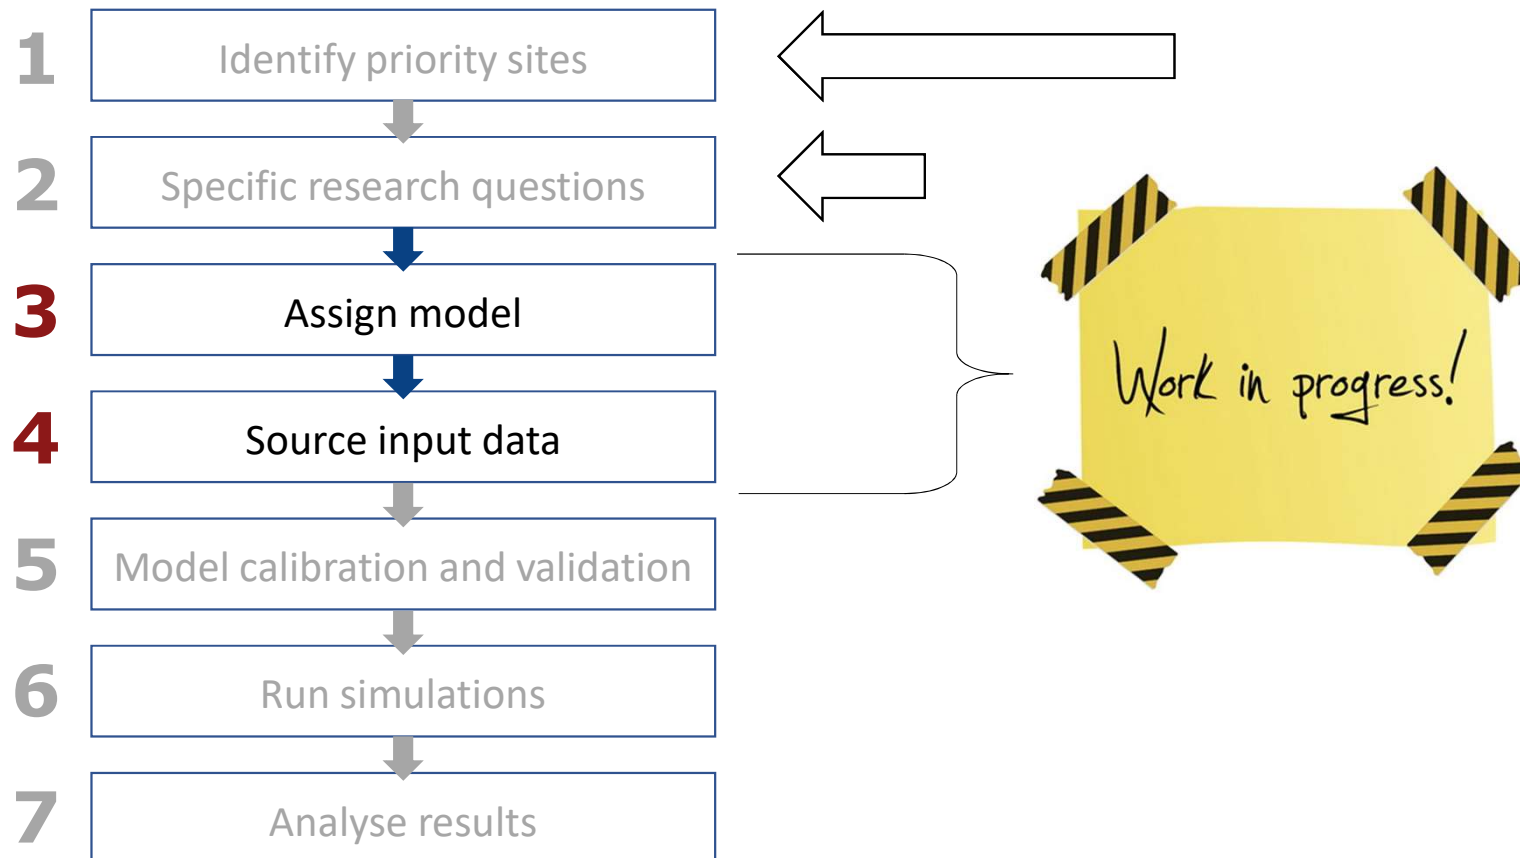 1 Identify priority sites
2 Specific research questions
3 Assign model
4 Source input data
Work in progress!
5 Model calibration and validation
6 Run simulations
7 Analyse results